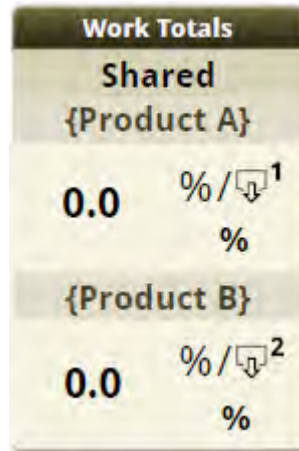 Work Totals
Shared
{Product A}
0.0 %/1
%
{Product B}
0.0 %/2
%